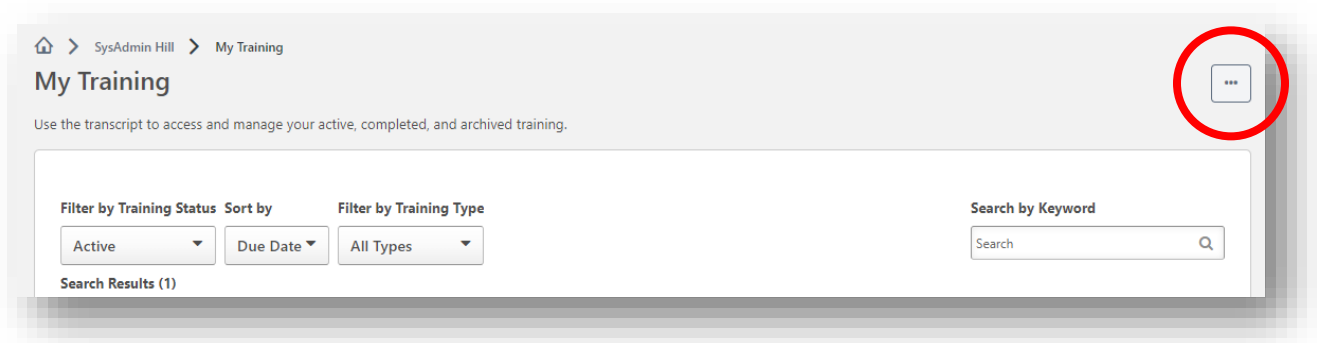 SysAdmin Hill My Training
My Training
...
Use the transcript to access and manage your active, completed, and archived training.
Filter by Training Status Sort by Filter by Training Type Search by Keyword
Active Due Date All Types Search
Search Results (1)